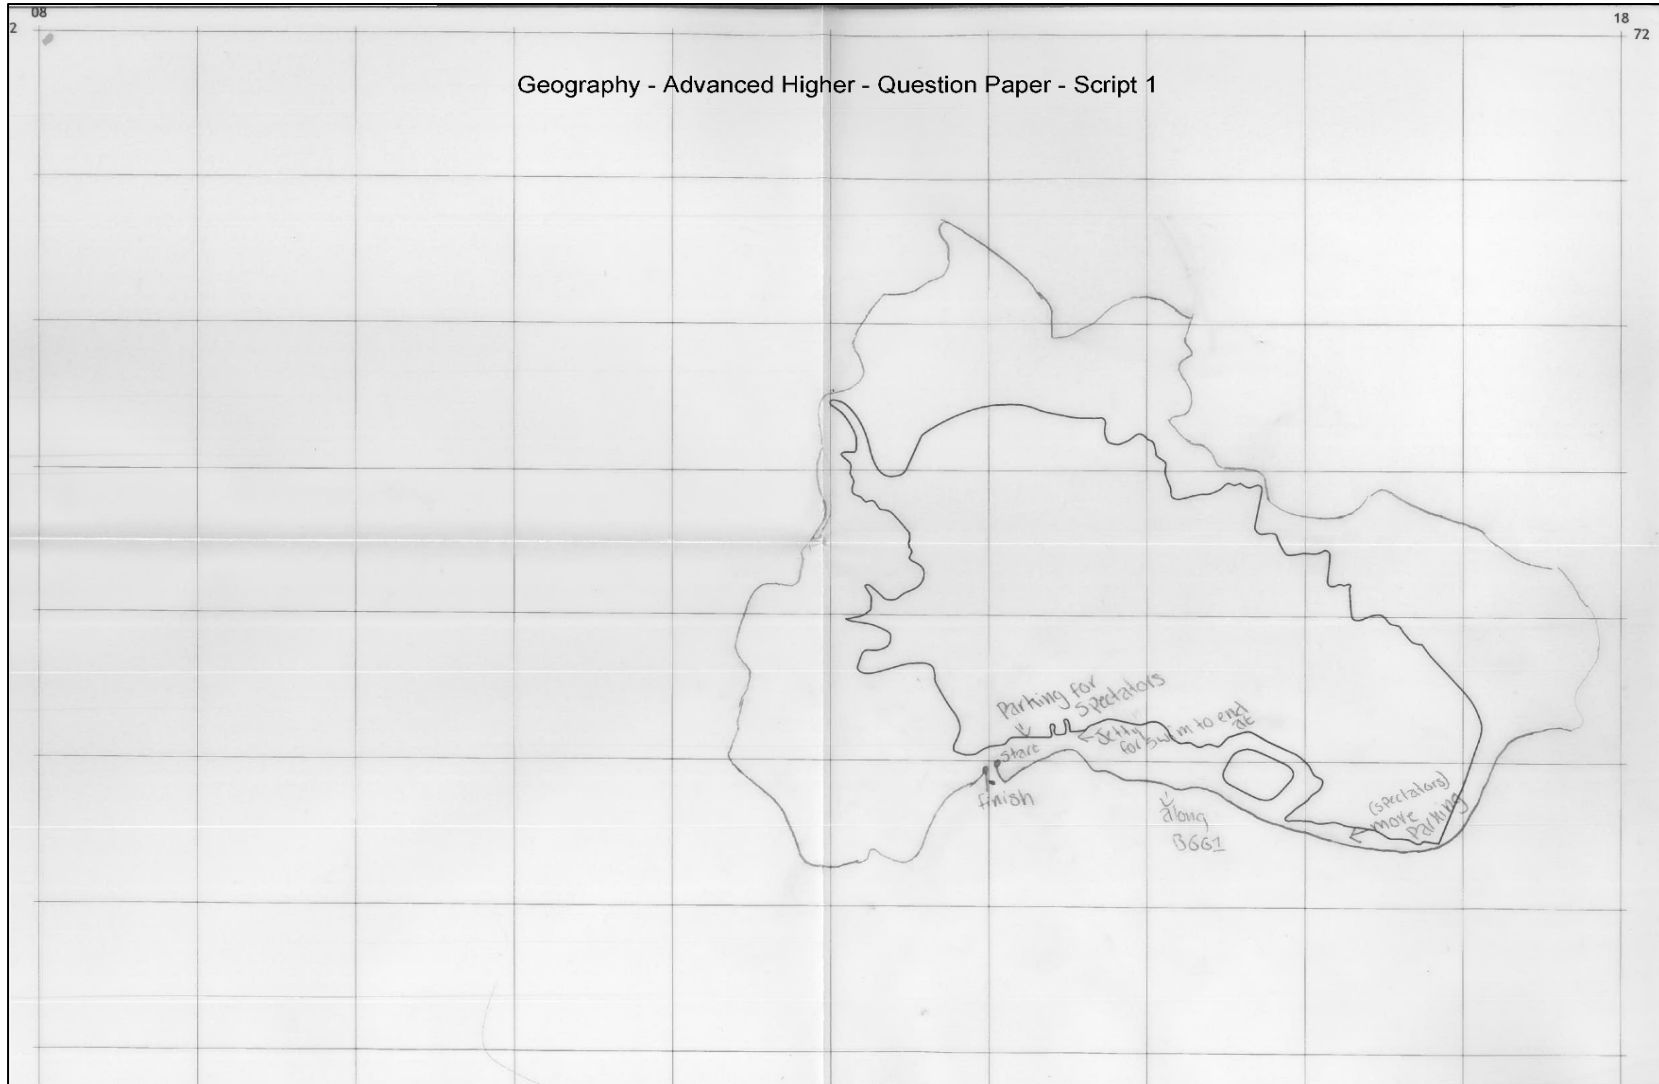 08
18
2
72
Geography - Advanced Higher - Question Paper - Script 1
Parking for
Spectators
Start
Jetty
for swim to end
at
Finish
along
B661
(spectators)
more
Parking